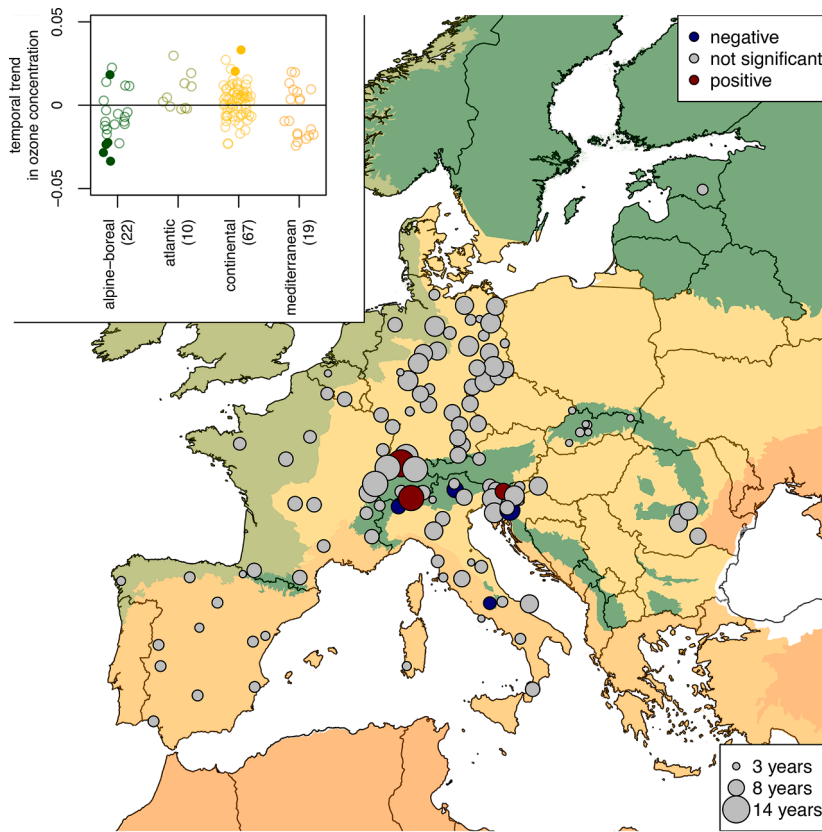 temporal trend
in ozone concentration
0.05
0
−0.05
alpine−boreal
(22)
atlantic
(10)
continental
(67)
mediterranean
(19)
negative
not significant
positive
3 years
8 years
14 years